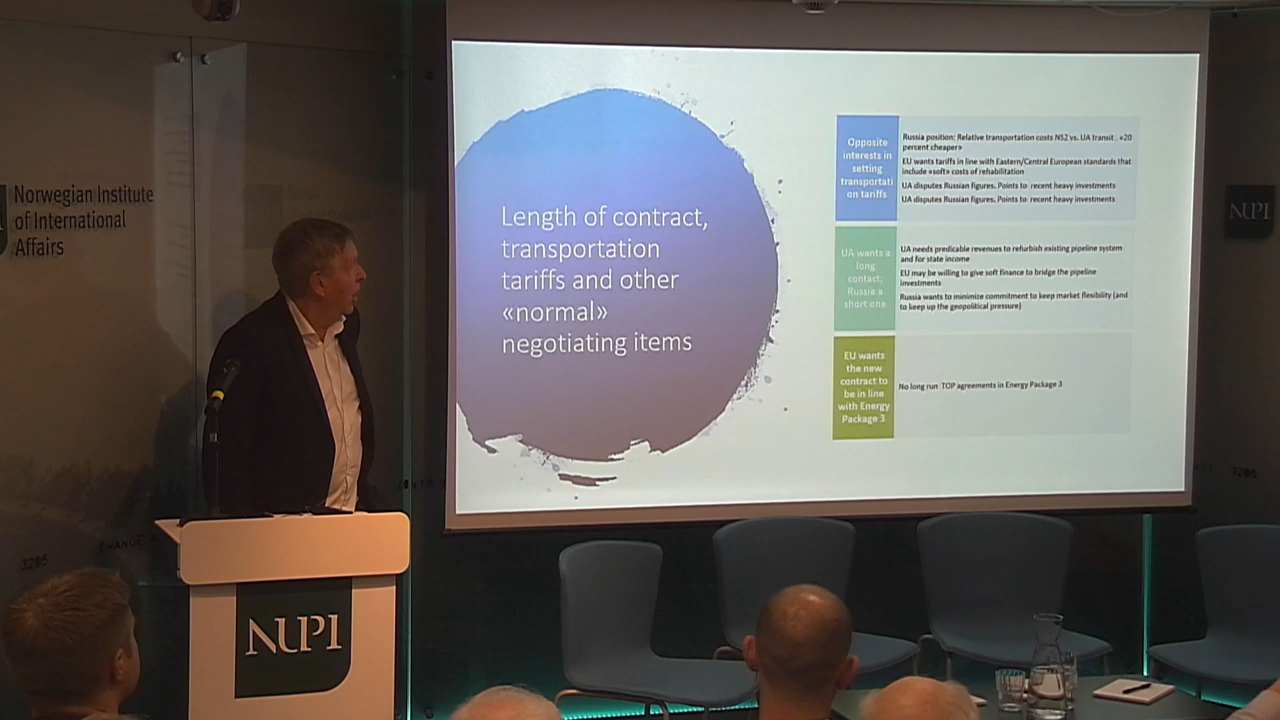 Norwegian Institute
of International
Affairs
Length of contract,
transportation
tariffs and other
«normal»
negotiating items
Opposite
interests in
setting
transportati
on tariffs
Russia position: Relative transportation costs NS2 vs. UA transit : «20
percent cheaper»
EU wants tariffs in line with Eastern/Central European standards that
include »soft» costs of rehabilitation
UA disputes Russian figures. Points to recent heavy investments
UA disputes Russian figures. Points to recent heavy investments
UA wants a
long
contact;
Russia a
short one
UA needs predicable revenues to refurbish existing pipeline system
and for state income
EU may be willing to give soft finance to bridge the pipeline
investments
Russia wants to minimize commitment to keep market flexibility (and
to keep up the geopolitical pressure)
EU wants
the new
contract to
be in line
with Energy
Package 3
No long run TOP agreements in Energy Package 3
NUPI
NUPI
CHANGE
3205
3205